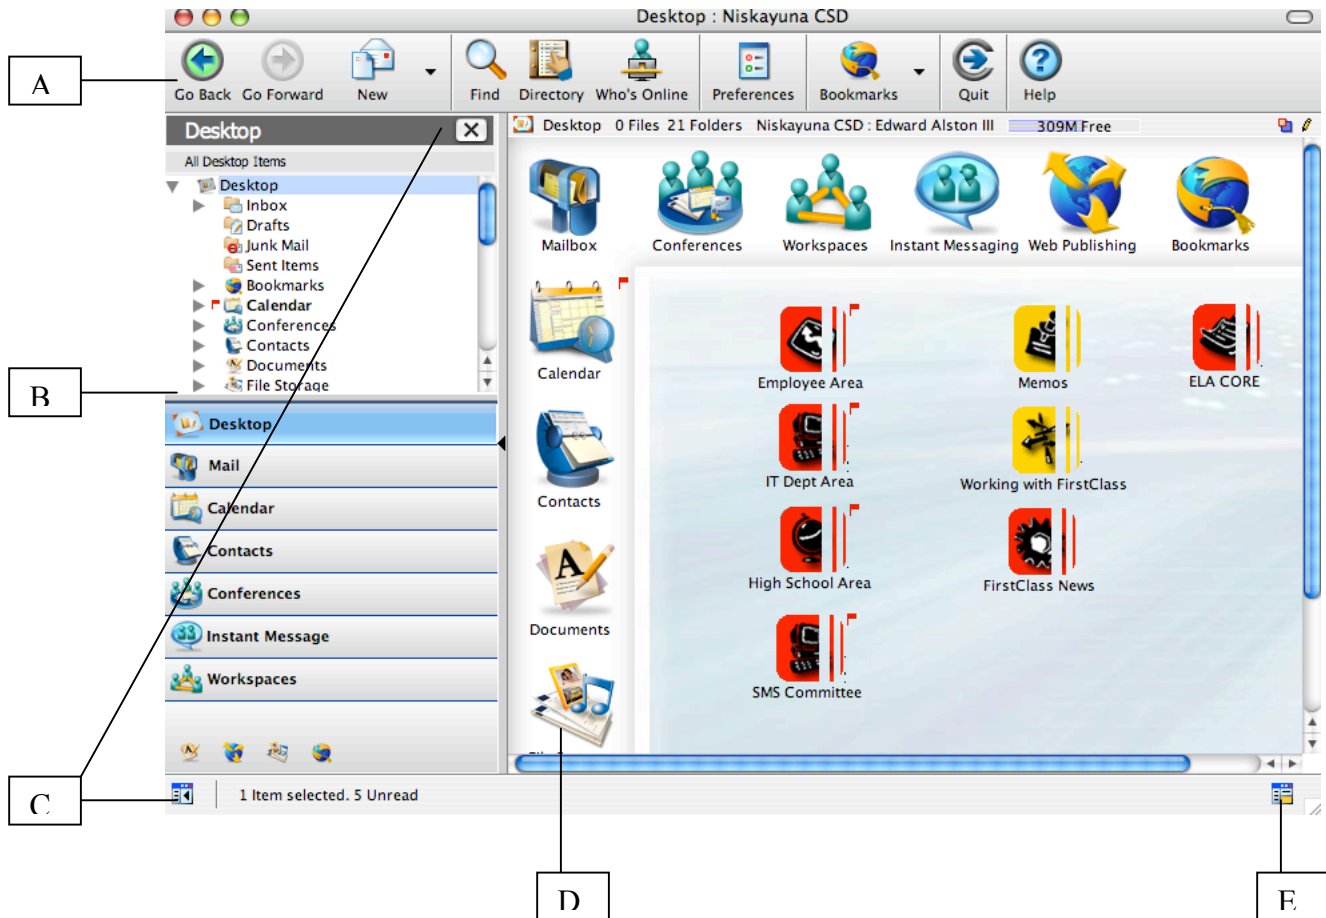 Desktop : Niskayuna CSD
A
Go Back Go Forward New Find Directory Who's Online Preferences Bookmarks Quit Help
Desktop
Desktop 0 Files 21 Folders Niskayuna CSD : Edward Alston III 309M Free
All Desktop Items
Desktop
Inbox
Drafts
Junk Mail
Sent Items
Bookmarks
Calendar
Conferences
Contacts
Documents
File Storage
B
Desktop
Mail
Calendar
Contacts
Conferences
Instant Message
Workspaces
Mailbox Conferences Workspaces Instant Messaging Web Publishing Bookmarks
Calendar
Contacts
Documents
Employee Area Memos ELA CORE
IT Dept Area Working with FirstClass
High School Area FirstClass News
SMS Committee
C
1 Item selected. 5 Unread
D
E